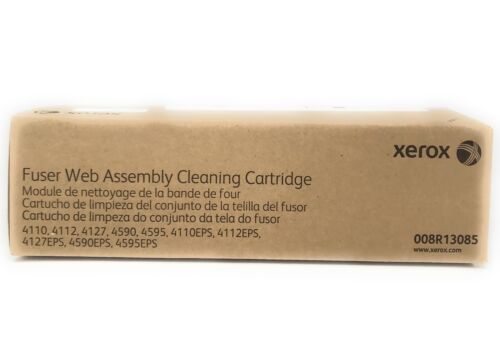 xerox
Fuser Web Assembly Cleaning Cartridge
Module de nettoyage de la bande de four
Cartucho de limpieza del conjunto de la telilla del fusor
Cartucho de limpeza do conjunto da tela do fusor
4110, 4112, 4127, 4590, 4595, 4110EPS, 4112EPS,
4127EPS, 4590EPS, 4595EPS
008R13085
www.xerox.com